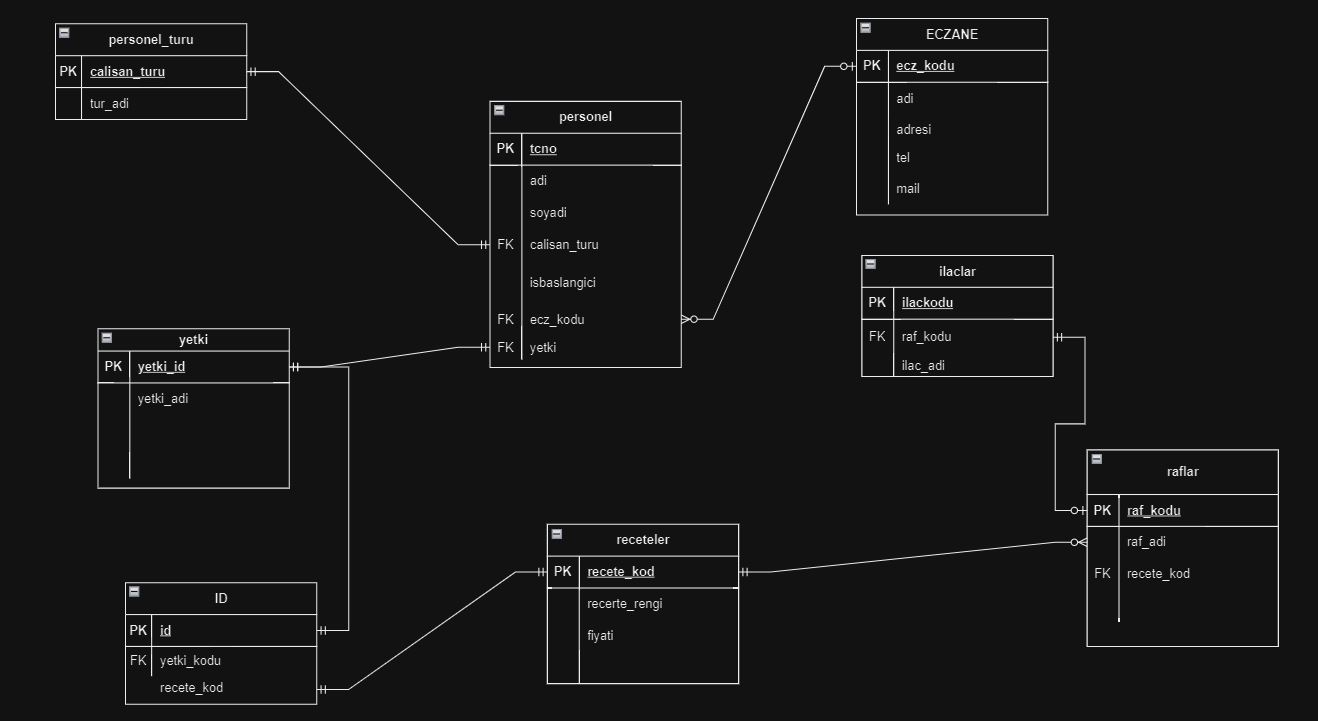 personel_turu
PK calisan_turu
tur_adi
ECZANE
PK ecz_kodu
adi
adresi
tel
mail
personel
PK tcno
adi
soyadi
FK calisan_turu
isbaslangici
FK ecz_kodu
FK yetki
ilaclar
PK ilackodu
FK raf_kodu
ilac_adi
yetki
PK yetki_id
yetki_adi
raflar
PK raf_kodu
raf_adi
FK recete_kod
receteler
PK recete_kod
recerte_rengi
fiyati
ID
PK id
FK yetki_kodu
recete_kod